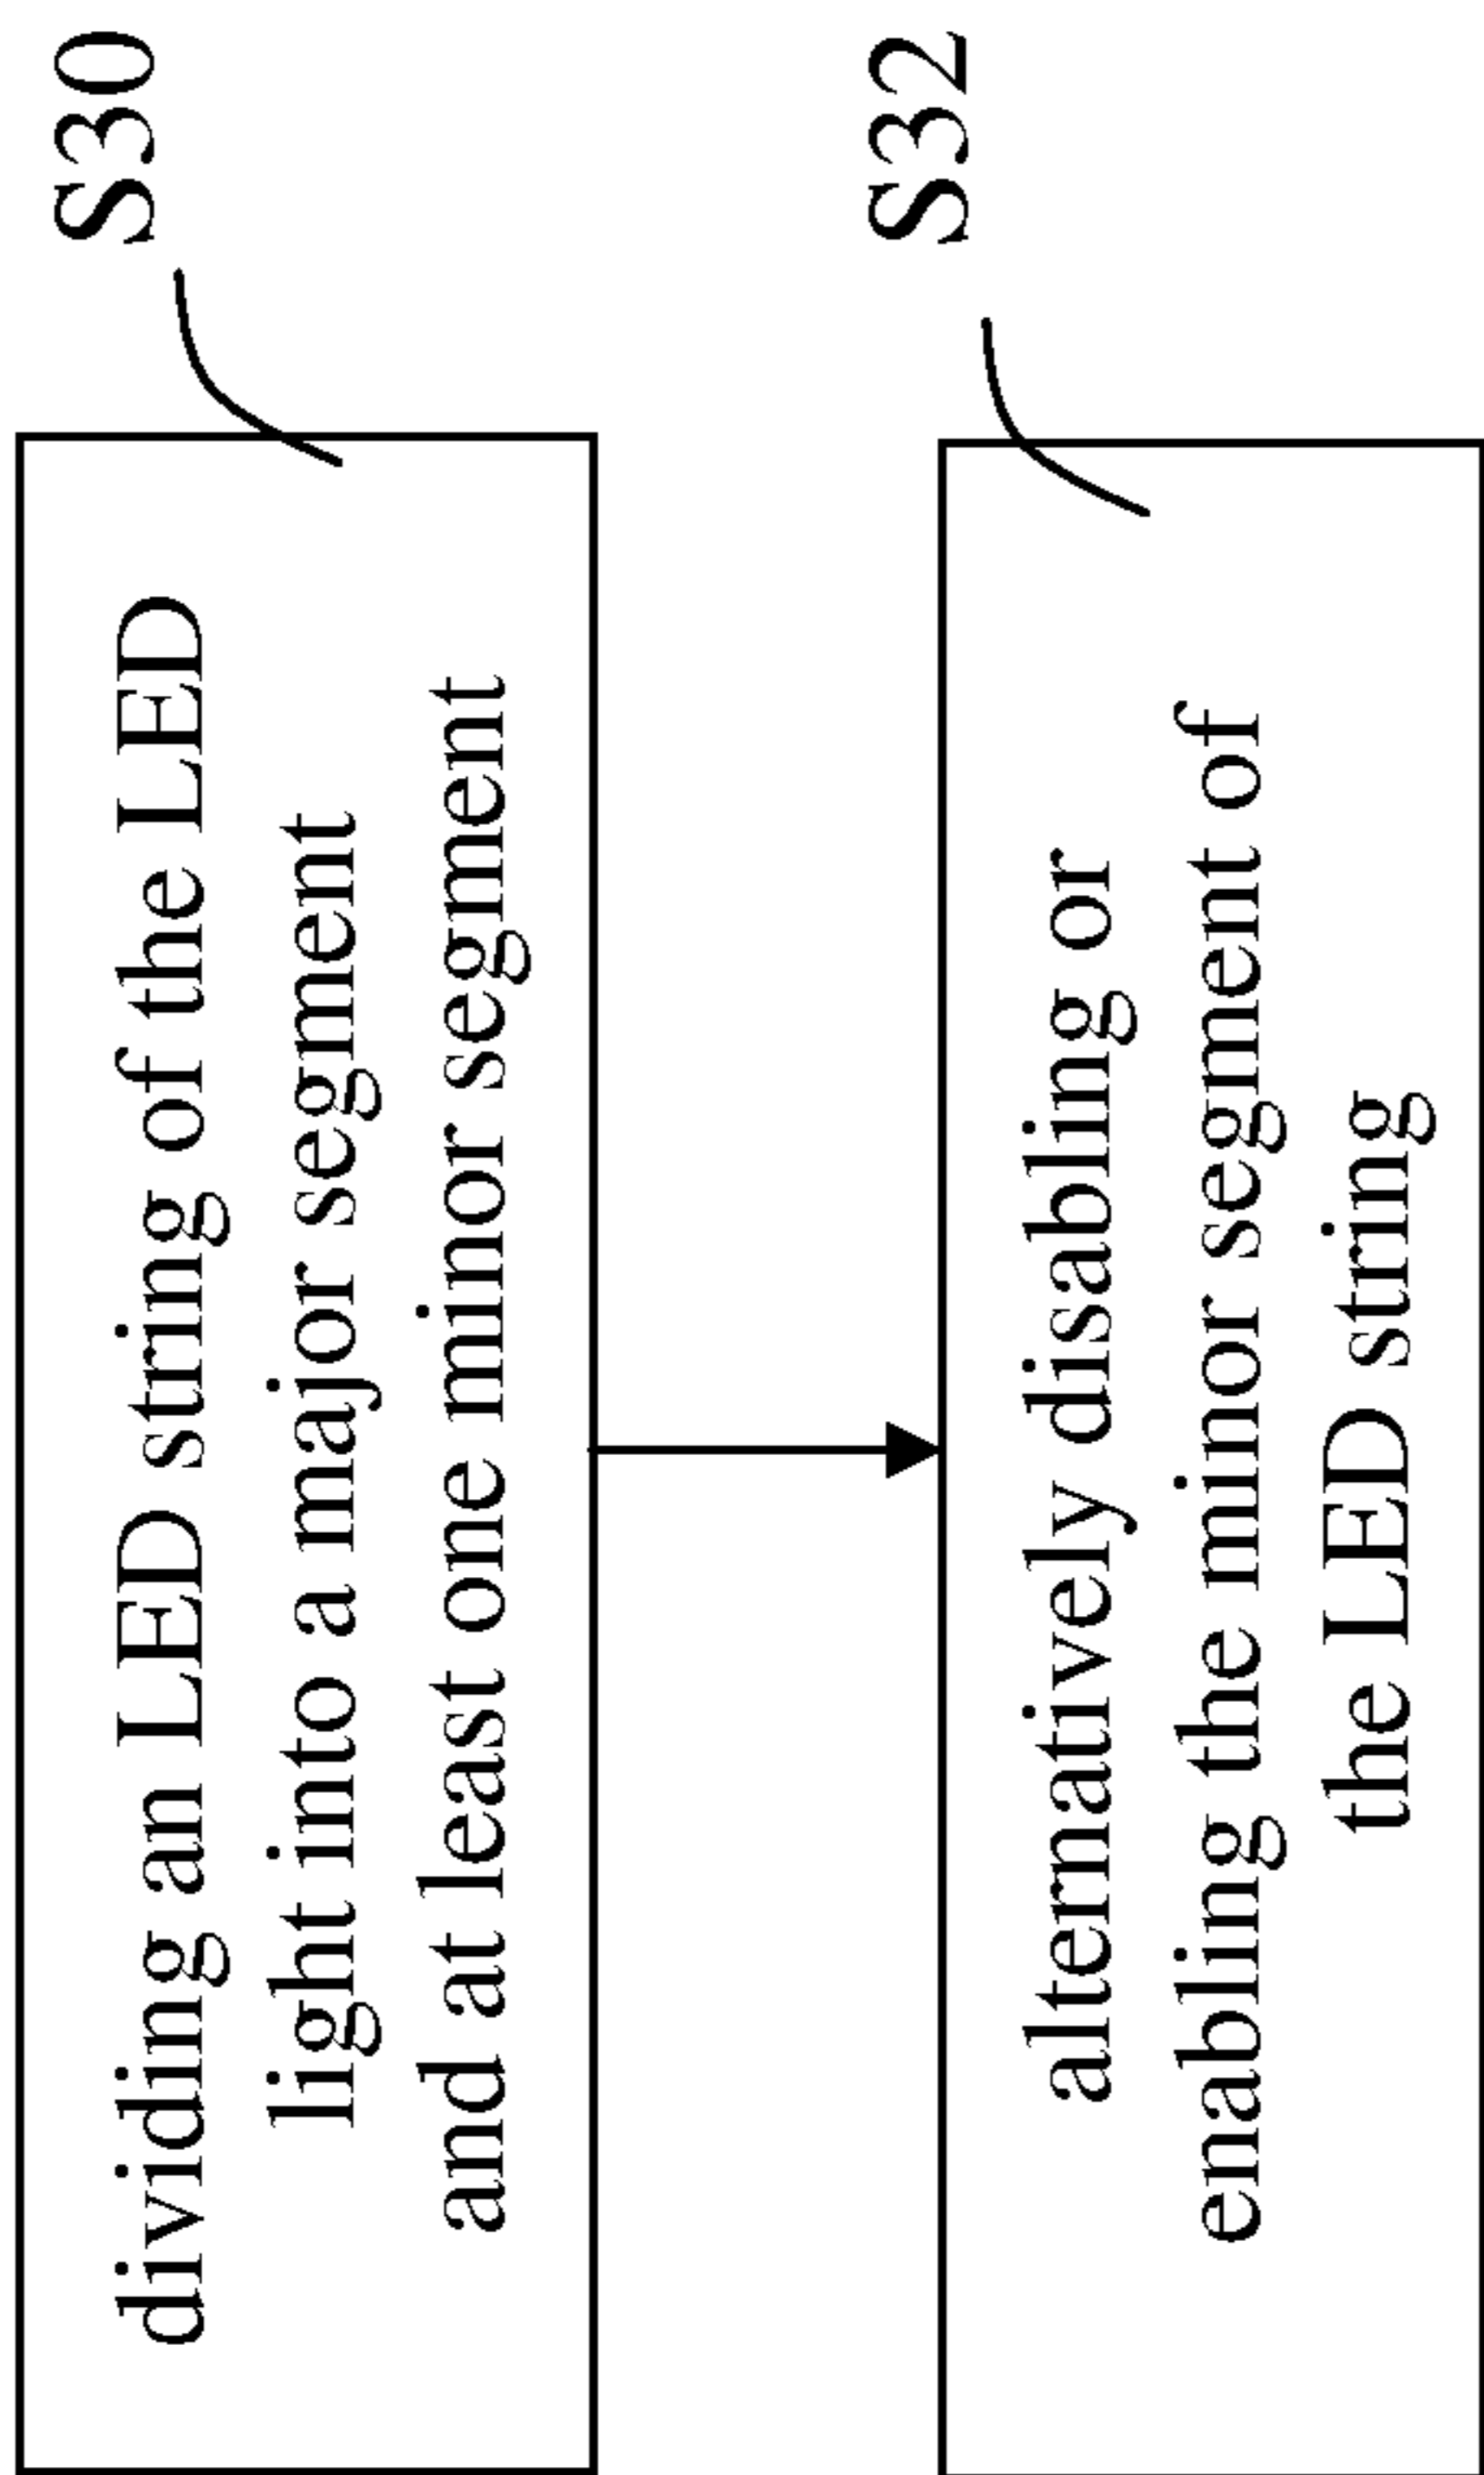 S30
dividing an LED string of the LED
light into a major segment
and at least one minor segment
S32
alternatively disabling or
enabling the minor segment of
the LED string